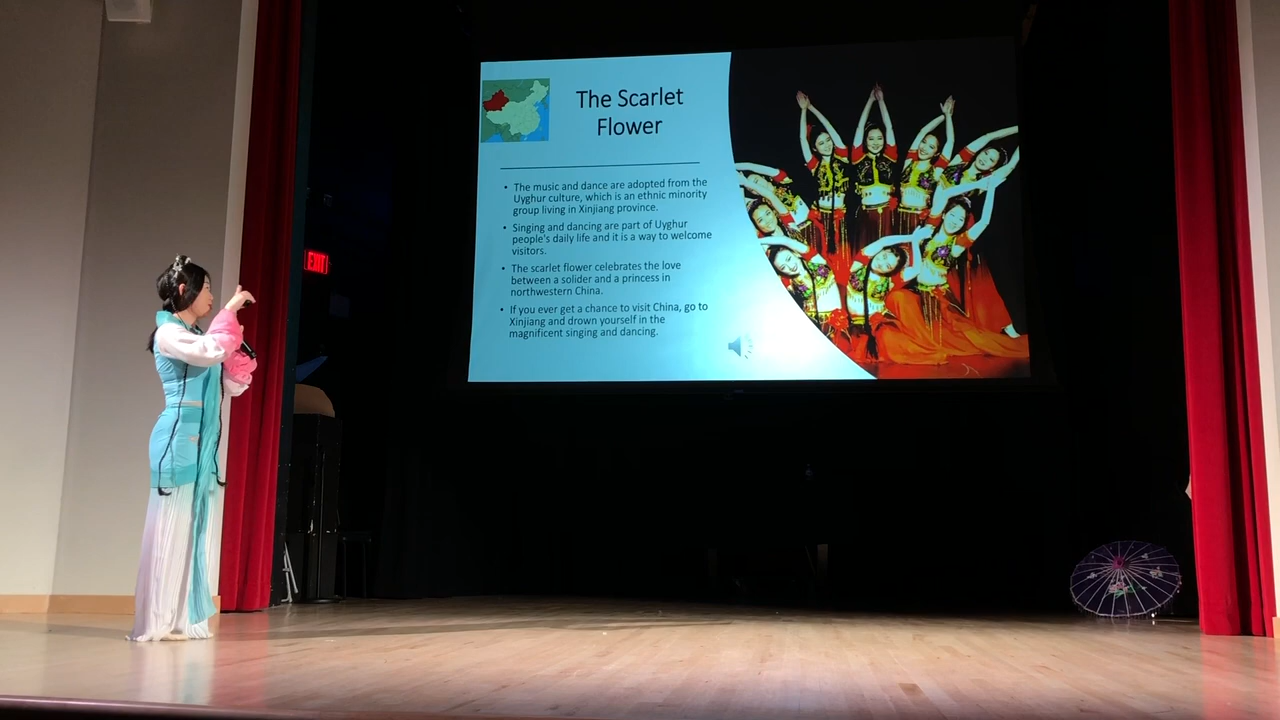 The Scarlet
Flower
• The music and dance are adopted from the
Uyghur culture, which is an ethnic minority
group living in Xinjiang province.
• Singing and dancing are part of Uyghur
people's daily life and it is a way to welcome
visitors.
• The scarlet flower celebrates the love
between a solider and a princess in
northwestern China.
• If you ever get a chance to visit China, go to
Xinjiang and drown yourself in the
magnificent singing and dancing.
EXIT